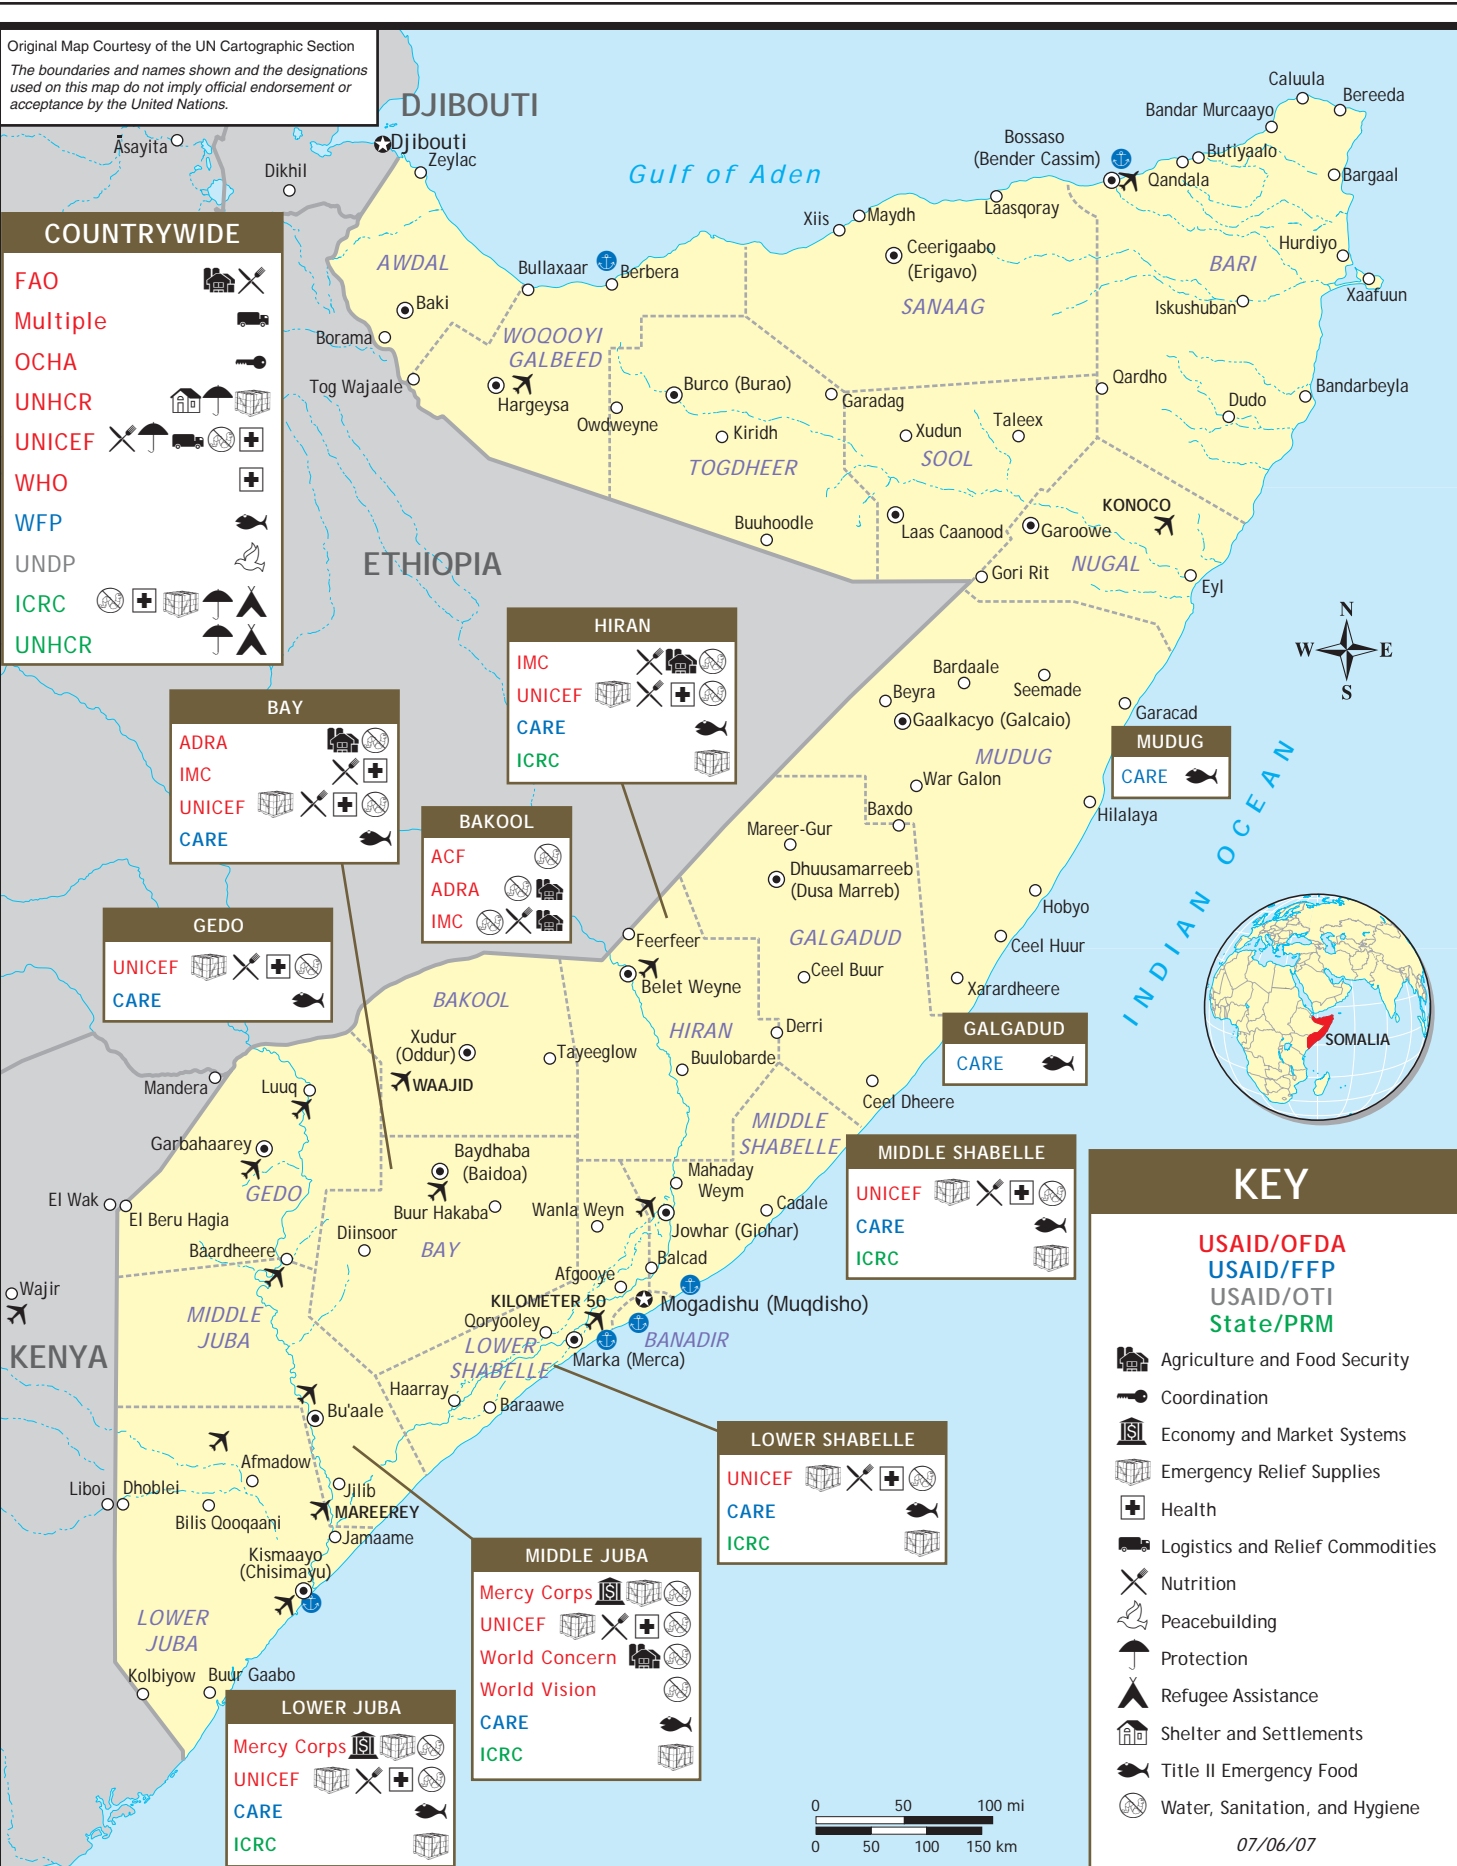 Original Map Courtesy of the UN Cartographic Section
The boundaries and names shown and the designations
used on this map do not imply official endorsement or
acceptance by the United Nations.
DJIBOUTI
Djibouti
Zeylac
Asayita
Dikhil
Gulf of Aden
Caluula
Bereeda
Bandar Murcaayo
Bossaso
(Bender Cassim)
Butiyaalo
Qandala
Bargaal
Laasqoray
Maydh
Xiis
Hurdiyo
Xaafuun
Ceerigaabo
(Erigavo)
BARI
SANAAG
Iskushuban
AWDAL
Bullaxaar
Berbera
Baki
Borama
WOQOOYI
GALBEED
Tog Wajaale
Hargeysa
Burco (Burao)
Owdweyne
Kiridh
Garadag
Xudun
Taleex
Qardho
Dudo
Bandarbeyla
TOGDHEER
SOOL
Buuhoodle
Laas Caanood
KONOCO
Garoowe
Gori Rit
NUGAL
Eyl
ETHIOPIA
COUNTRYWIDE
FAO
Multiple
OCHA
UNHCR
UNICEF
WHO
WFP
UNDP
ICRC
UNHCR
HIRAN
IMC
UNICEF
CARE
ICRC
BAY
ADRA
IMC
UNICEF
CARE
BAKOOL
ACF
ADRA
IMC
GEDO
UNICEF
CARE
N
W
E
S
Bardaale
Seemade
Beyra
Gaalkacyo (Galcaio)
Garacad
MUDUG
MUDUG
CARE
War Galon
Baxdo
Hilalaya
Mareer-Gur
Dhuusamarreeb
(Dusa Marreb)
Hobyo
GALGADUD
Ceel Huur
Ceel Buur
Xarardheere
INDIAN OCEAN
SOMALIA
Feerfeer
Belet Weyne
BAKOOL
HIRAN
Derri
Xudur
(Oddur)
Tayeeglow
Buulobarde
WAAJID
GALGADUD
CARE
Ceel Dheere
Mandera
Luuq
Garbahaarey
GEDO
El Wak
El Beru Hagia
Baardheere
Baydhaba
(Baidoa)
Buur Hakaba
Diinsoor
BAY
Wanla Weyn
MIDDLE
SHABELLE
Mahaday
Weym
Cadale
Jowhar (Giohar)
Balcad
Afgooye
KILOMETER 50
Mogadishu (Muqdisho)
Qoryooley
BANADIR
LOWER
SHABELLE
Marka (Merca)
Haarray
Baraawe
MIDDLE SHABELLE
UNICEF
CARE
ICRC
Wajir
KENYA
MIDDLE
JUBA
Bu'aale
Afmadow
Liboi
Dhoblei
Bilis Qooqaani
Jilib
MAREEREY
Jamaame
Kismaayo
(Chisimayu)
LOWER
JUBA
Kolbiyow
Buur Gaabo
LOWER SHABELLE
UNICEF
CARE
ICRC
MIDDLE JUBA
Mercy Corps
UNICEF
World Concern
World Vision
CARE
ICRC
LOWER JUBA
Mercy Corps
UNICEF
CARE
ICRC
0 50 100 mi
0 50 100 150 km
KEY
USAID/OFDA
USAID/FFP
USAID/OTI
State/PRM
Agriculture and Food Security
Coordination
Economy and Market Systems
Emergency Relief Supplies
Health
Logistics and Relief Commodities
Nutrition
Peacebuilding
Protection
Refugee Assistance
Shelter and Settlements
Title II Emergency Food
Water, Sanitation, and Hygiene
07/06/07